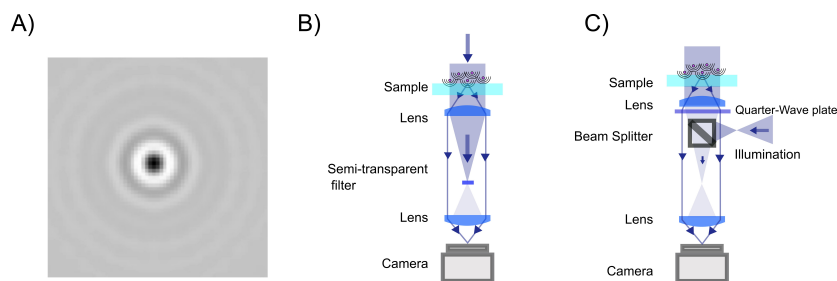 A)
B)
Sample
Lens
Semi-transparent
filter
Lens
Camera
C)
Sample
Lens
Quarter-Wave plate
Beam Splitter
Illumination
Lens
Camera